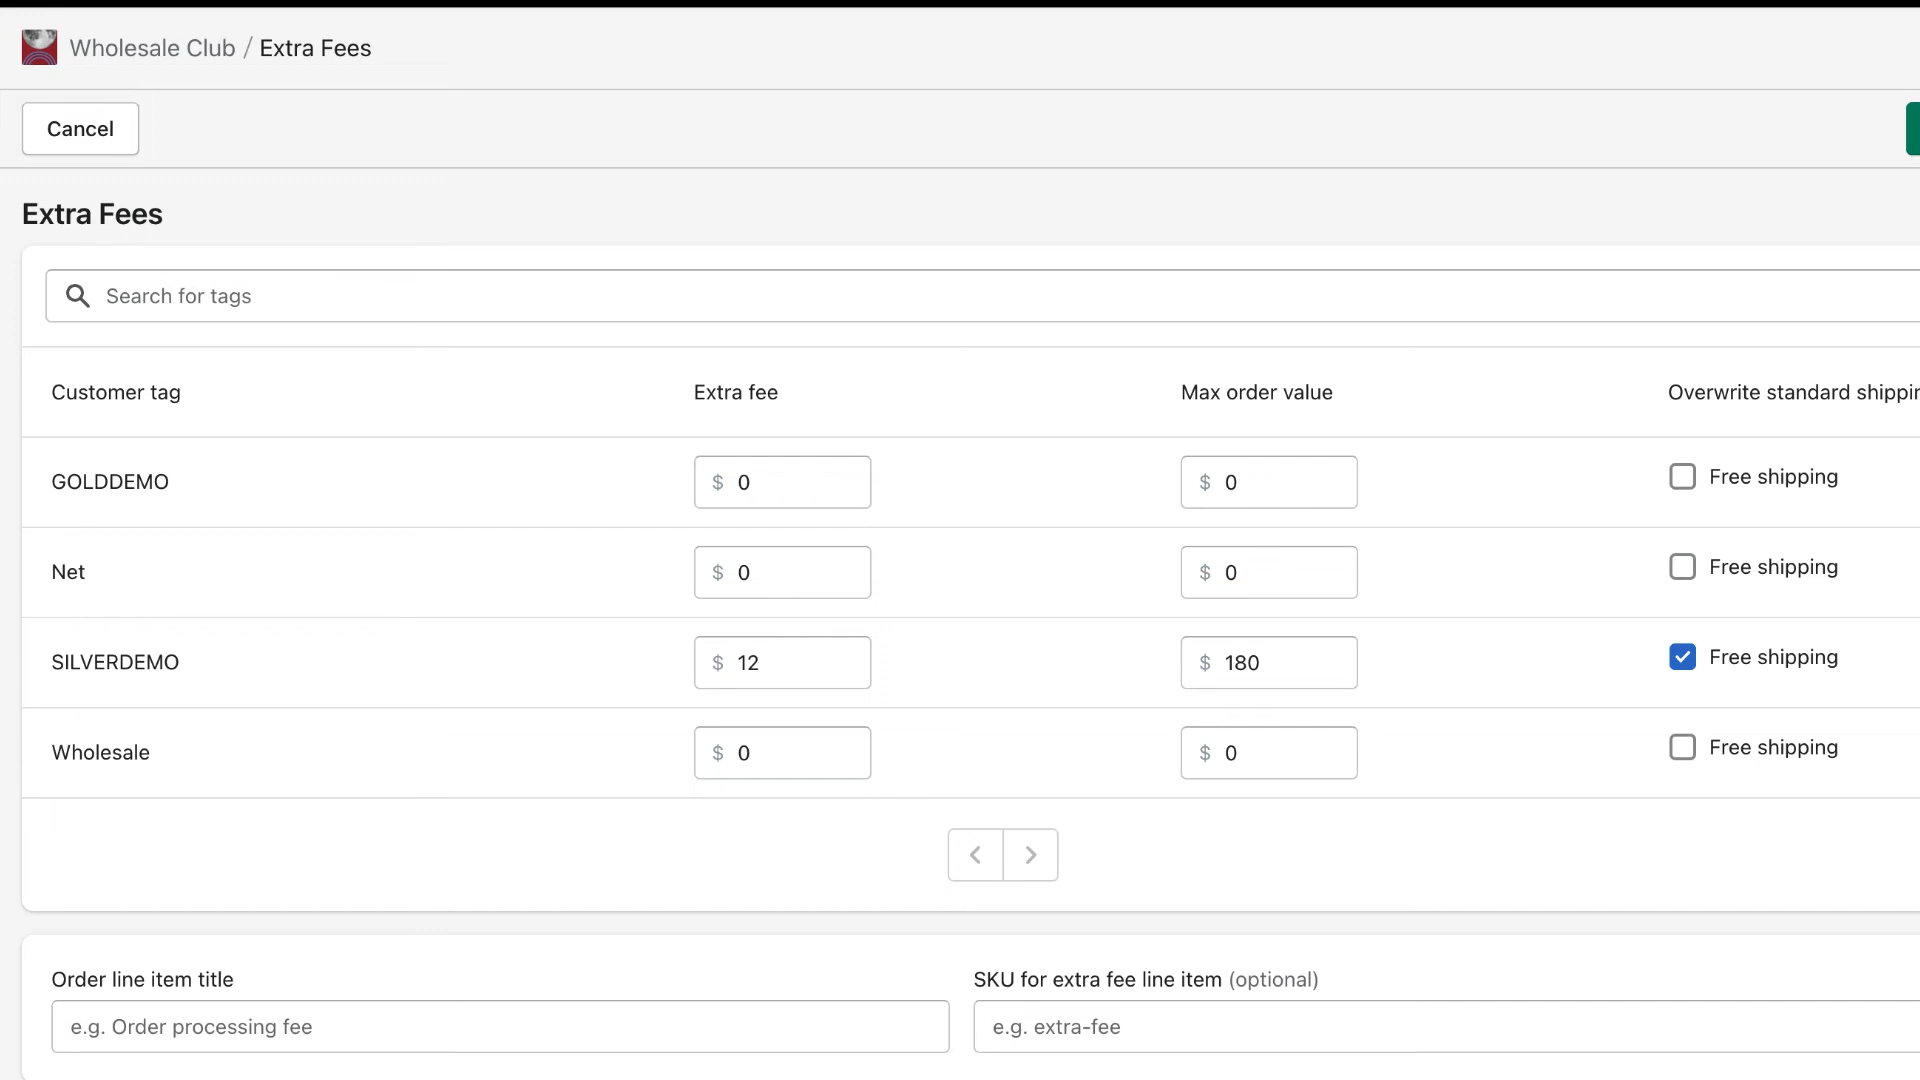 Wholesale Club / Extra Fees
Cancel
Extra Fees
Search for tags
Customer tag Extra fee Max order value Overwrite standard
GOLDDEMO $ 0 $ 0 Free shipping
Net $ 0 $ 0 Free shipping
SILVERDEMO $ 12 $ 180 Free shipping
Wholesale $ 0 $ 0 Free shipping
Order line item title SKU for extra fee line item (optional)
e.g. Order processing fee e.g. extra-fee